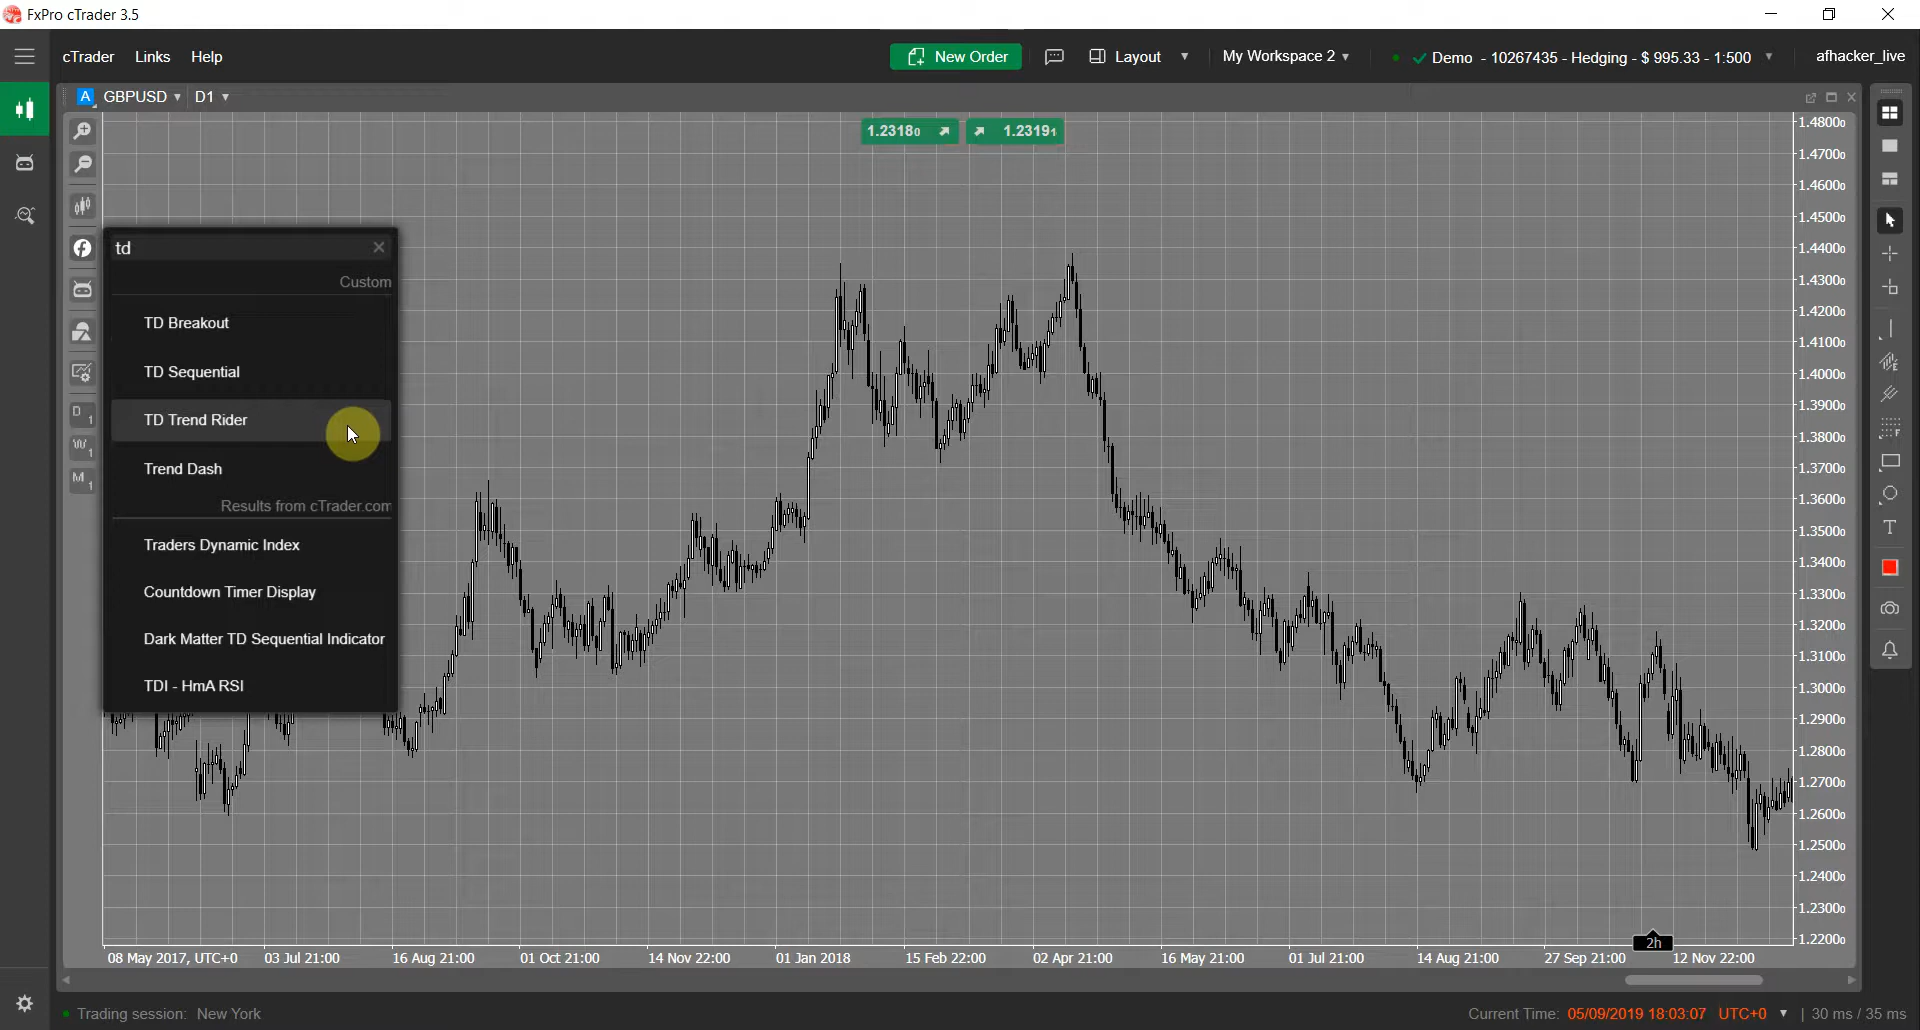 FxPro cTrader 3.5
cTrader Links Help
New Order
Layout
My Workspace 2
Demo - 10267435 - Hedging - $ 995.33 - 1:500
afhacker_live
A GBPUSD D1
1.23180
1.23191
td
Custom
TD Breakout
TD Sequential
TD Trend Rider
Trend Dash
Results from cTrader.com
Traders Dynamic Index
Countdown Timer Display
Dark Matter TD Sequential Indicator
TDI - HmA RSI
D 1
W 1
M 1
1.48000
1.47000
1.46000
1.45000
1.44000
1.43000
1.42000
1.41000
1.40000
1.39000
1.38000
1.37000
1.36000
1.35000
1.34000
1.33000
1.32000
1.31000
1.30000
1.29000
1.28000
1.27000
1.26000
1.25000
1.24000
1.23000
1.22000
E
F
T
2h
08 May 2017, UTC+0 03 Jul 21:00 16 Aug 21:00 01 Oct 21:00 14 Nov 22:00 01 Jan 2018 15 Feb 22:00 02 Apr 21:00 16 May 21:00 01 Jul 21:00 14 Aug 21:00 27 Sep 21:00 12 Nov 22:00
Trading session: New York
Current Time: 05/09/2019 18:03:07 UTC+0 | 30 ms / 35 ms